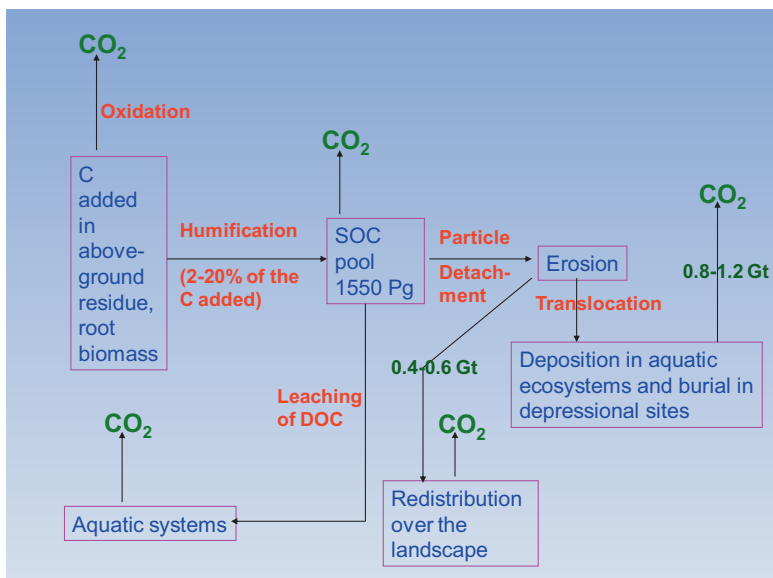 CO₂
Oxidation
C
added
in
above-
ground
residue,
root
biomass
Humification
(2-20% of the
C added)
CO₂
SOC
pool
1550 Pg
Particle
Detach-
ment
Erosion
Translocation
CO₂
0.8-1.2 Gt
Deposition in aquatic
ecosystems and burial in
depressional sites
0.4-0.6 Gt
Leaching
of DOC
CO₂
Aquatic systems
CO₂
Redistribution
over the
landscape